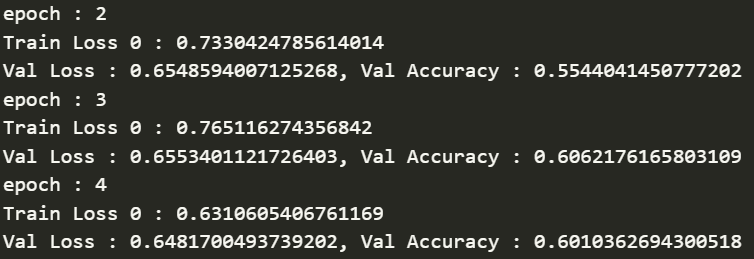 epoch : 2
Train Loss 0 : 0.7330424785614014
Val Loss : 0.6548594007125268, Val Accuracy : 0.5544041450777202
epoch : 3
Train Loss 0 : 0.765116274356842
Val Loss : 0.6553401121726403, Val Accuracy : 0.6062176165803109
epoch : 4
Train Loss 0 : 0.6310605406761169
Val Loss : 0.6481700493739202, Val Accuracy : 0.6010362694300518